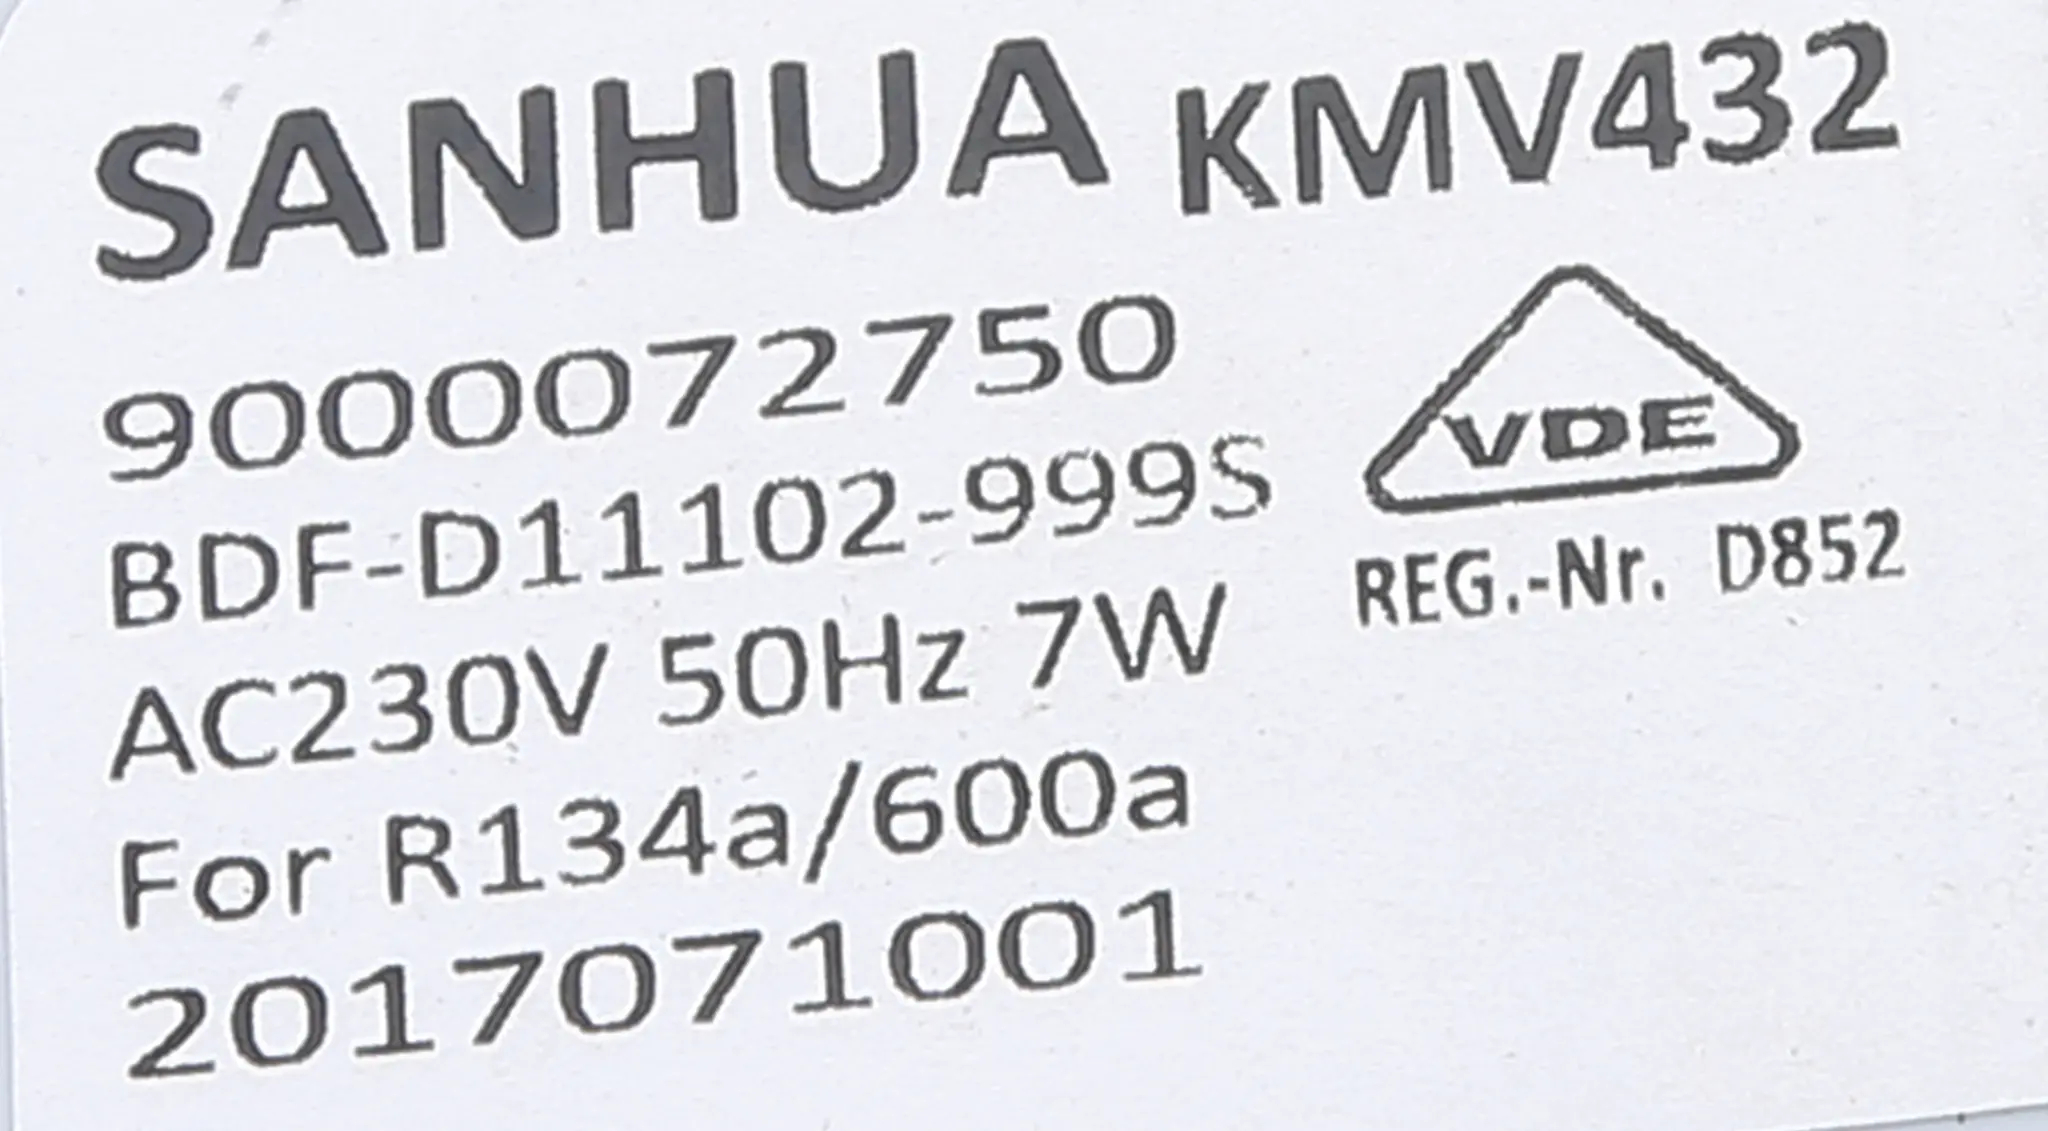 SANHUA KMV432
9000072750
VDE
BDF-D11102-999S
REG.-Nr. D852
AC230V 50Hz 7W
For R134a/600a
2017071001